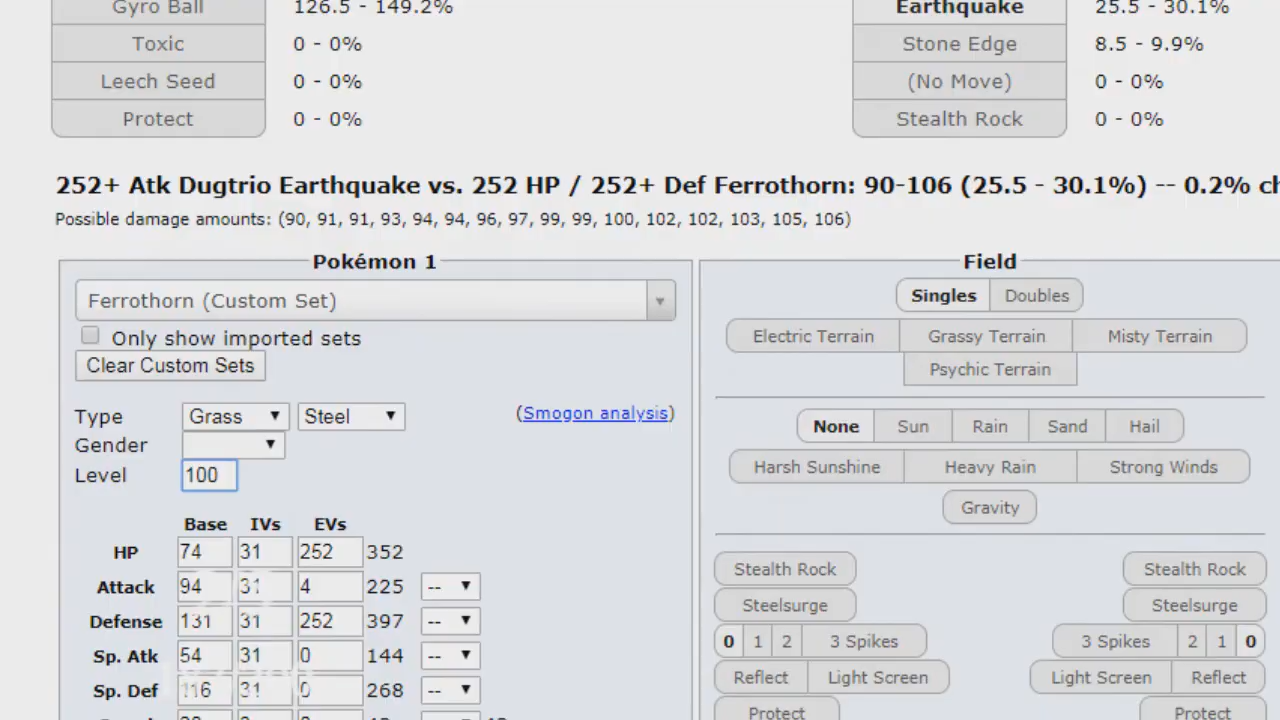 Gyro Ball 126.5 - 149.2% Earthquake 25.5 - 30.1%
Toxic 0 - 0% Stone Edge 8.5 - 9.9%
Leech Seed 0 - 0% (No Move) 0 - 0%
Protect 0 - 0% Stealth Rock 0 - 0%
252+ Atk Dugtrio Earthquake vs. 252 HP / 252+ Def Ferrothorn: 90-106 (25.5 - 30.1%) -- 0.2%
Possible damage amounts: (90, 91, 91, 93, 94, 94, 96, 97, 99, 99, 100, 102, 102, 103, 105, 106)
Pokémon 1
Ferrothorn (Custom Set)
Only show imported sets
Clear Custom Sets
Type Grass Steel (Smogon analysis)
Gender
Level 100
Base IVs EVs
HP 74 31 252 352
Attack 94 31 4 225 --
Defense 131 31 252 397 --
Sp. Atk 54 31 0 144 --
Sp. Def 116 31 0 268 --
Field
Singles Doubles
Electric Terrain Grassy Terrain Misty Terrain
Psychic Terrain
None Sun Rain Sand Hail
Harsh Sunshine Heavy Rain Strong Winds
Gravity
Stealth Rock Stealth Rock
Steelsurge Steelsurge
0 1 2 3 Spikes 3 Spikes 2 1 0
Reflect Light Screen Light Screen Reflect
Protect Protect